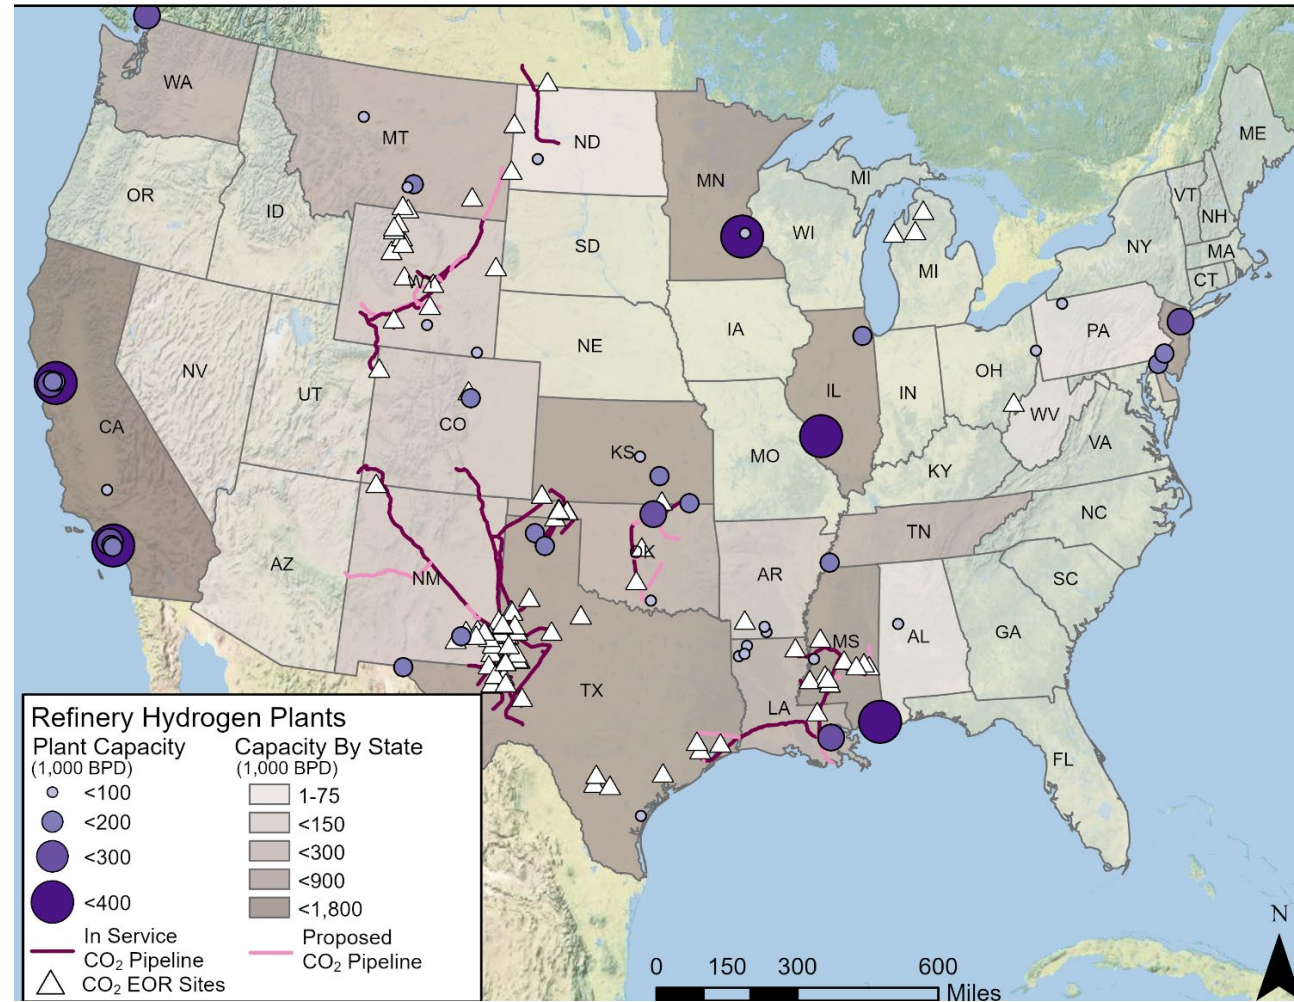 WA
MT
ND
MN
MI
ME
VT
NH
OR
ID
SD
WI
MI
NY
MA
CT
WY
IA
PA
NE
NV
UT
CO
IL
IN
OH
WV
CA
KS
MO
KY
VA
AZ
NM
OK
AR
TN
NC
SC
TX
LA
MS
AL
GA
FL
Refinery Hydrogen Plants
Plant Capacity
(1,000 BPD)
<100
<200
<300
<400
In Service
CO₂ Pipeline
CO₂ EOR Sites
Capacity By State
(1,000 BPD)
1-75
<150
<300
<900
<1,800
Proposed
CO₂ Pipeline
0 150 300 600
Miles
N